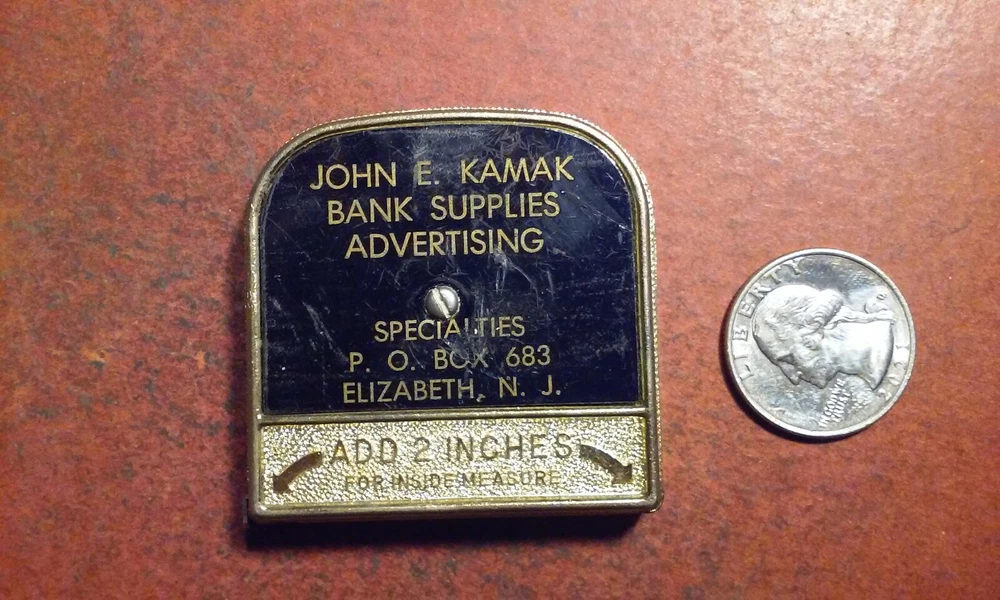 JOHN E. KAMAK
BANK SUPPLIES
ADVERTISING
SPECIALTIES
P. O. BOX 683
ELIZABETH, N. J.
ADD 2 INCHES
FOR INSIDE MEASURE
LIBERTY